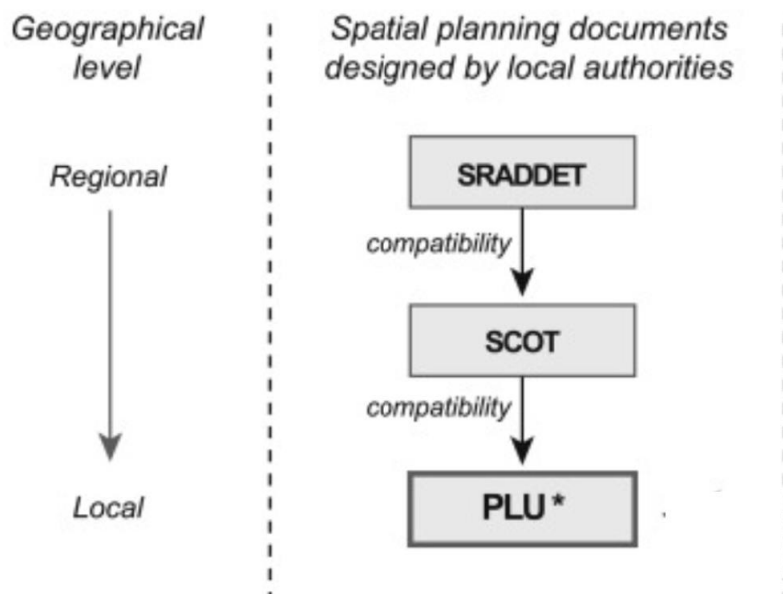 Geographical
level
Spatial planning documents
designed by local authorities
Regional
SRADDET
compatibility
SCOT
compatibility
Local
PLU *